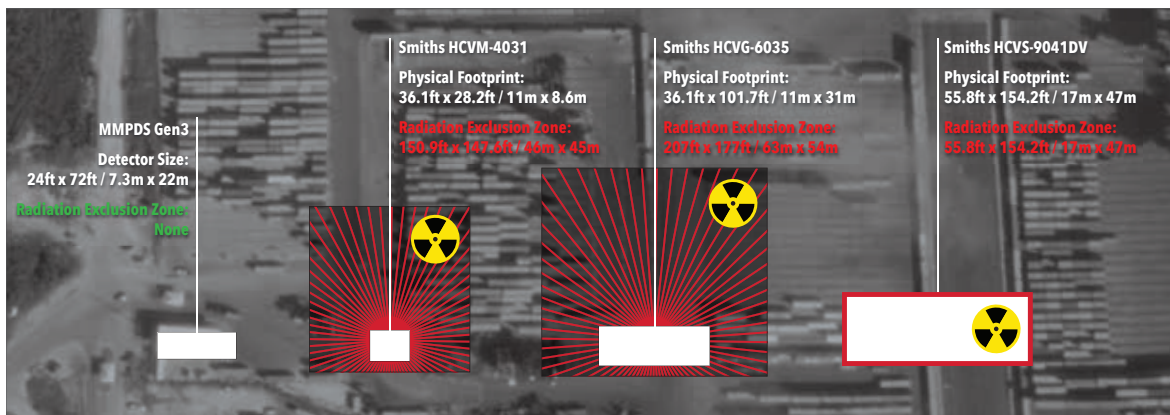 MMPDS Gen3
Detector Size:
24ft x 72ft / 7.3m x 22m
Radiation Exclusion Zone:
None
Smiths HCVM-4031
Physical Footprint:
36.1ft x 28.2ft / 11m x 8.6m
Radiation Exclusion Zone:
150.9ft x 147.6ft / 46m x 45m
Smiths HCVG-6035
Physical Footprint:
36.1ft x 101.7ft / 11m x 31m
Radiation Exclusion Zone:
207ft x 177ft / 63m x 54m
Smiths HCVS-9041DV
Physical Footprint:
55.8ft x 154.2ft / 17m x 47m
Radiation Exclusion Zone:
55.8ft x 154.2ft / 17m x 47m